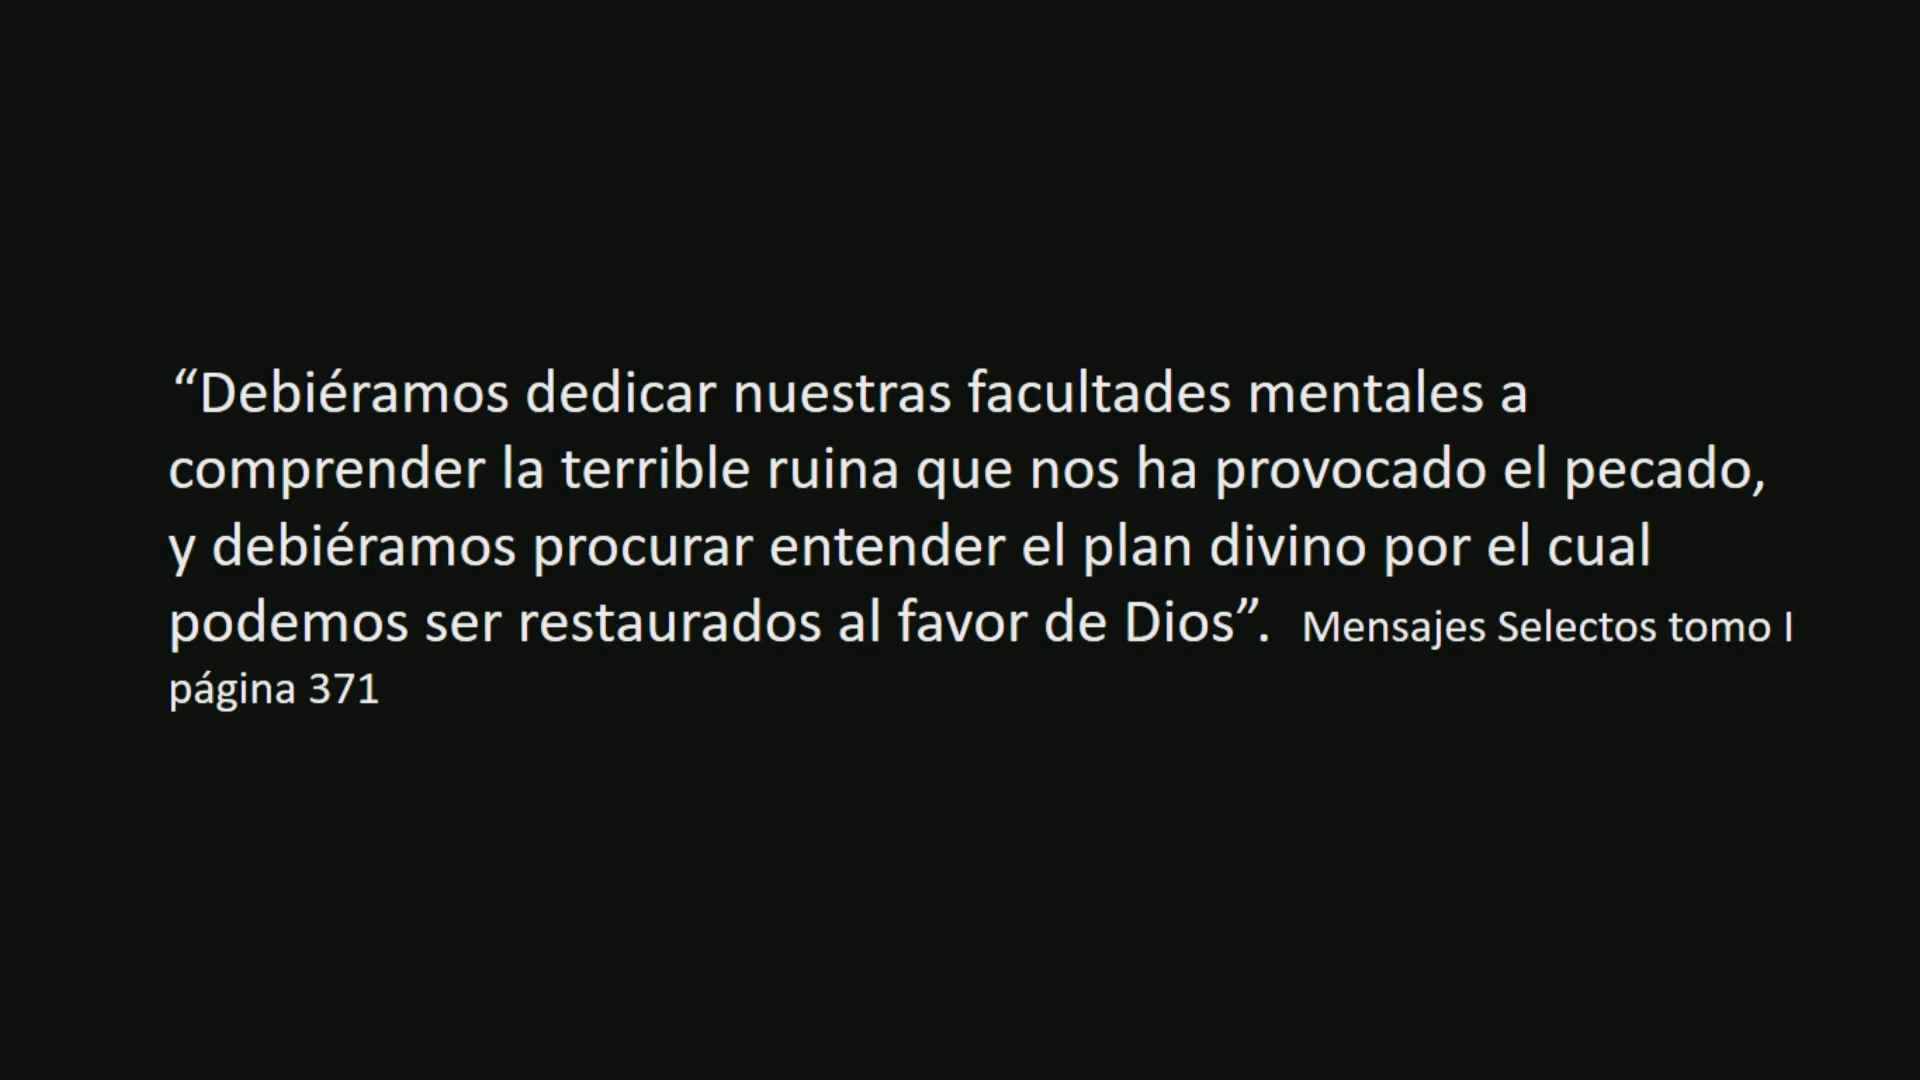 “Debiéramos dedicar nuestras facultades mentales a
comprender la terrible ruina que nos ha provocado el pecado,
y debiéramos procurar entender el plan divino por el cual
podemos ser restaurados al favor de Dios”. Mensajes Selectos tomo I
página 371